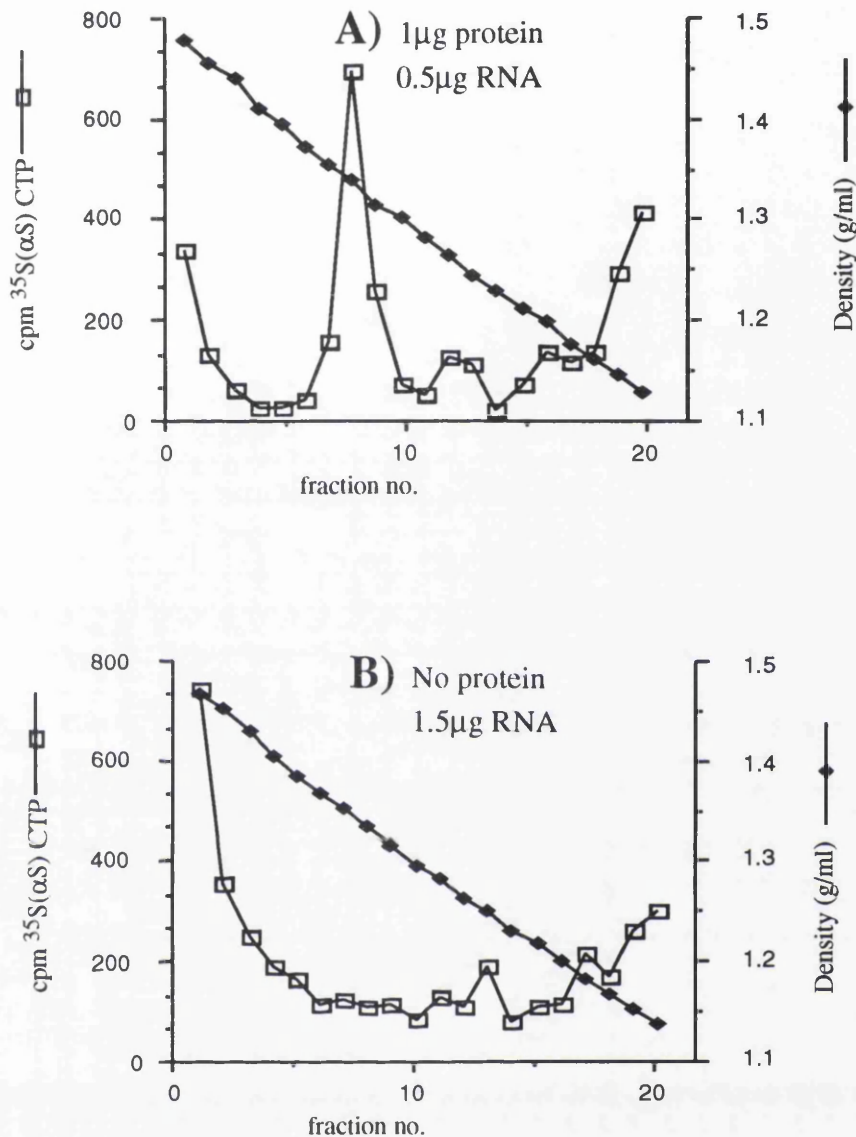 A) 1µg protein
0.5µg RNA
800
600
400
200
0
cpm ³⁵S(αS) CTP
1.5
1.4
1.3
1.2
1.1
Density (g/ml)
0 10 20
fraction no.
B) No protein
1.5µg RNA
800
600
400
200
0
cpm ³⁵S(αS) CTP
1.5
1.4
1.3
1.2
1.1
Density (g/ml)
0 10 20
fraction no.